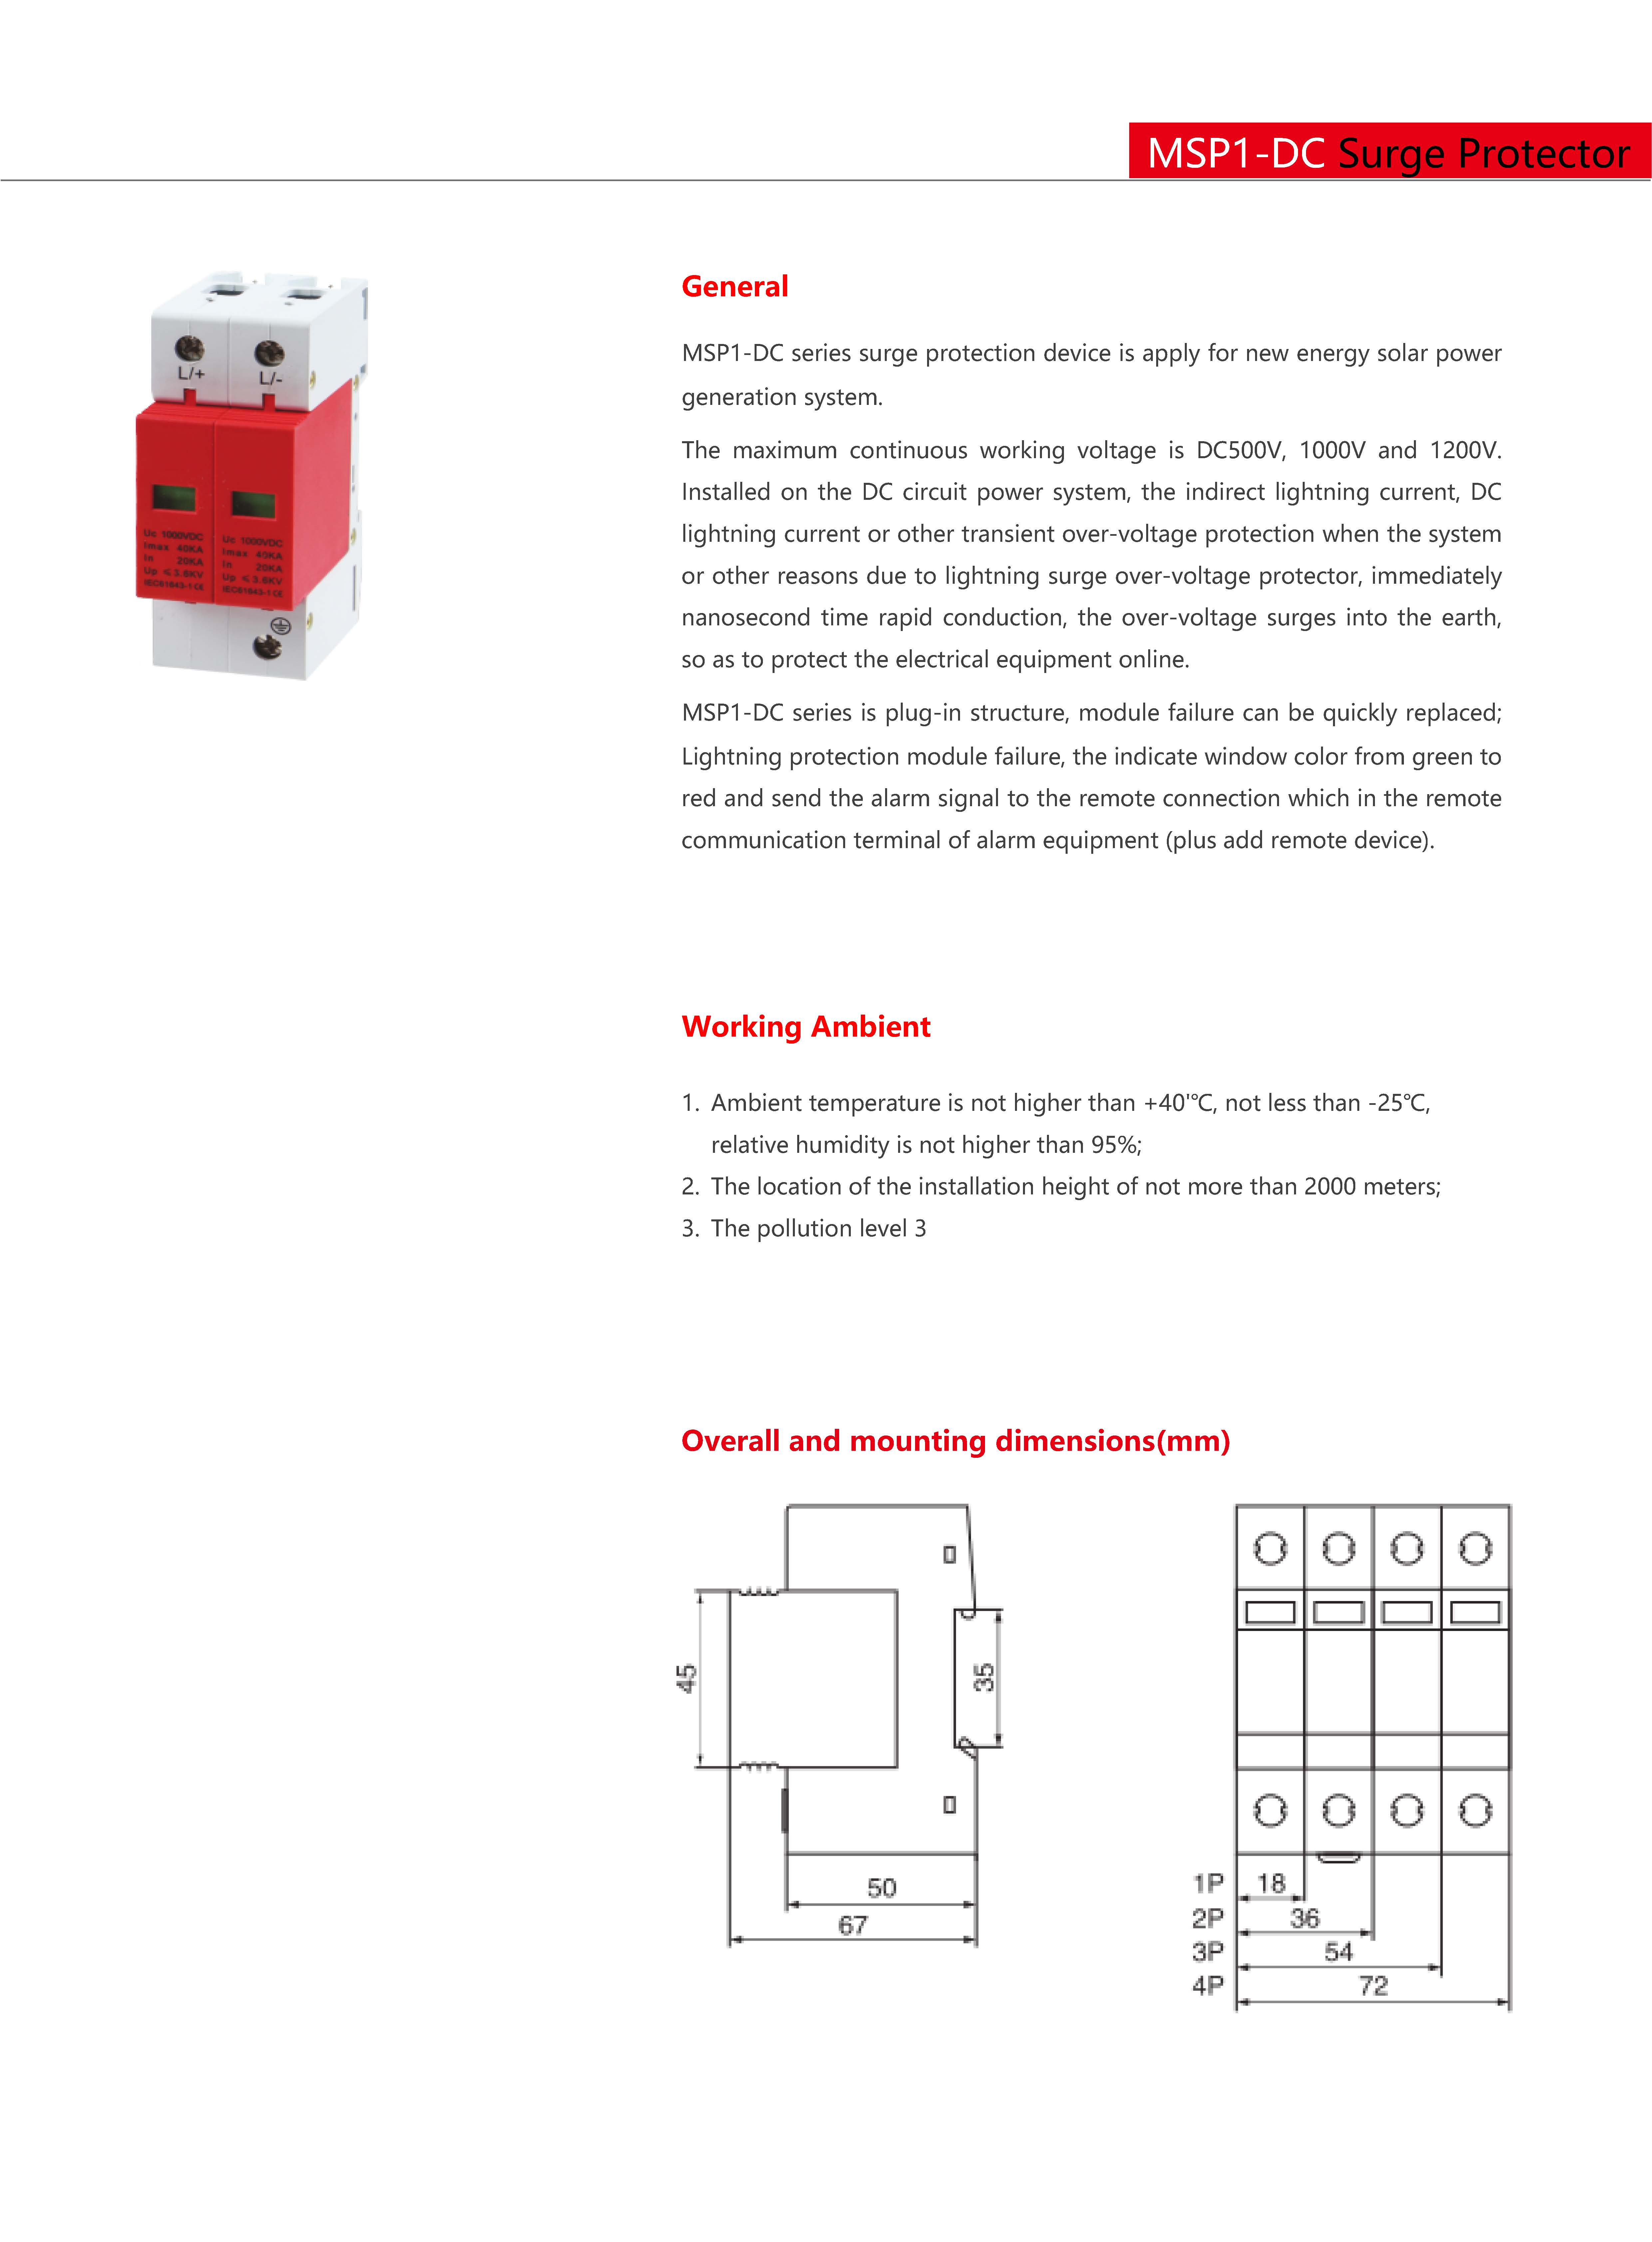 MSP1-DC Surge Protector
L/+
L/-
Uc 1000VDC
Imax 40KA
In 20KA
Up ≤3.6KV
IEC61643-1 CE
Uc 1000VDC
Imax 40KA
In 20KA
Up ≤3.6KV
IEC61643-1 CE
General
MSP1-DC series surge protection device is apply for new energy solar power
generation system.
The maximum continuous working voltage is DC500V, 1000V and 1200V.
Installed on the DC circuit power system, the indirect lightning current, DC
lightning current or other transient over-voltage protection when the system
or other reasons due to lightning surge over-voltage protector, immediately
nanosecond time rapid conduction, the over-voltage surges into the earth,
so as to protect the electrical equipment online.
MSP1-DC series is plug-in structure, module failure can be quickly replaced;
Lightning protection module failure, the indicate window color from green to
red and send the alarm signal to the remote connection which in the remote
communication terminal of alarm equipment (plus add remote device).
Working Ambient
1. Ambient temperature is not higher than +40'℃, not less than -25℃,
relative humidity is not higher than 95%;
2. The location of the installation height of not more than 2000 meters;
3. The pollution level 3
Overall and mounting dimensions(mm)
45
35
50
67
1P 18
2P 36
3P 54
4P 72